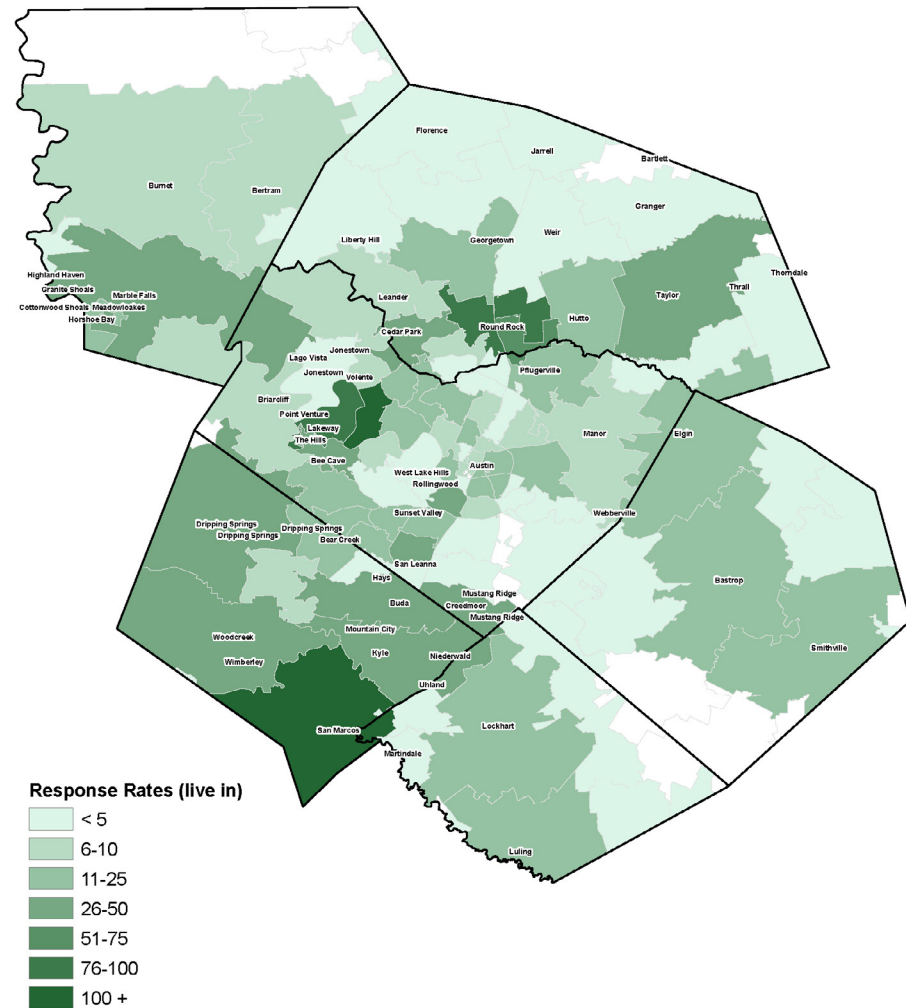 Florence
Jarrell
Bartlett
Burnet
Bertram
Granger
Liberty Hill
Georgetown
Weir
Highland Haven
Granite Shoals
Marble Falls
Cottonwood Shoals
Meadowloakes
Horshoe Bay
Leander
Thorndale
Thrall
Taylor
Hutto
Round Rock
Cedar Park
Jonestown
Lago Vista
Jonestown
Volente
Pflugerville
Briarcliff
Point Venture
Lakeway
The Hills
Bee Cave
Manor
Elgin
West Lake Hills
Austin
Rollingwood
Sunset Valley
Webberville
Dripping Springs
Dripping Springs
Dripping Springs
Bear Creek
San Leanna
Hays
Bastrop
Mustang Ridge
Buda
Creedmoor
Mustang Ridge
Mountain City
Woodcreek
Kyle
Niederwald
Wimberley
Smithville
Uhland
San Marcos
Lockhart
Martindale
Luling
Response Rates (live in)
< 5
6-10
11-25
26-50
51-75
76-100
100 +